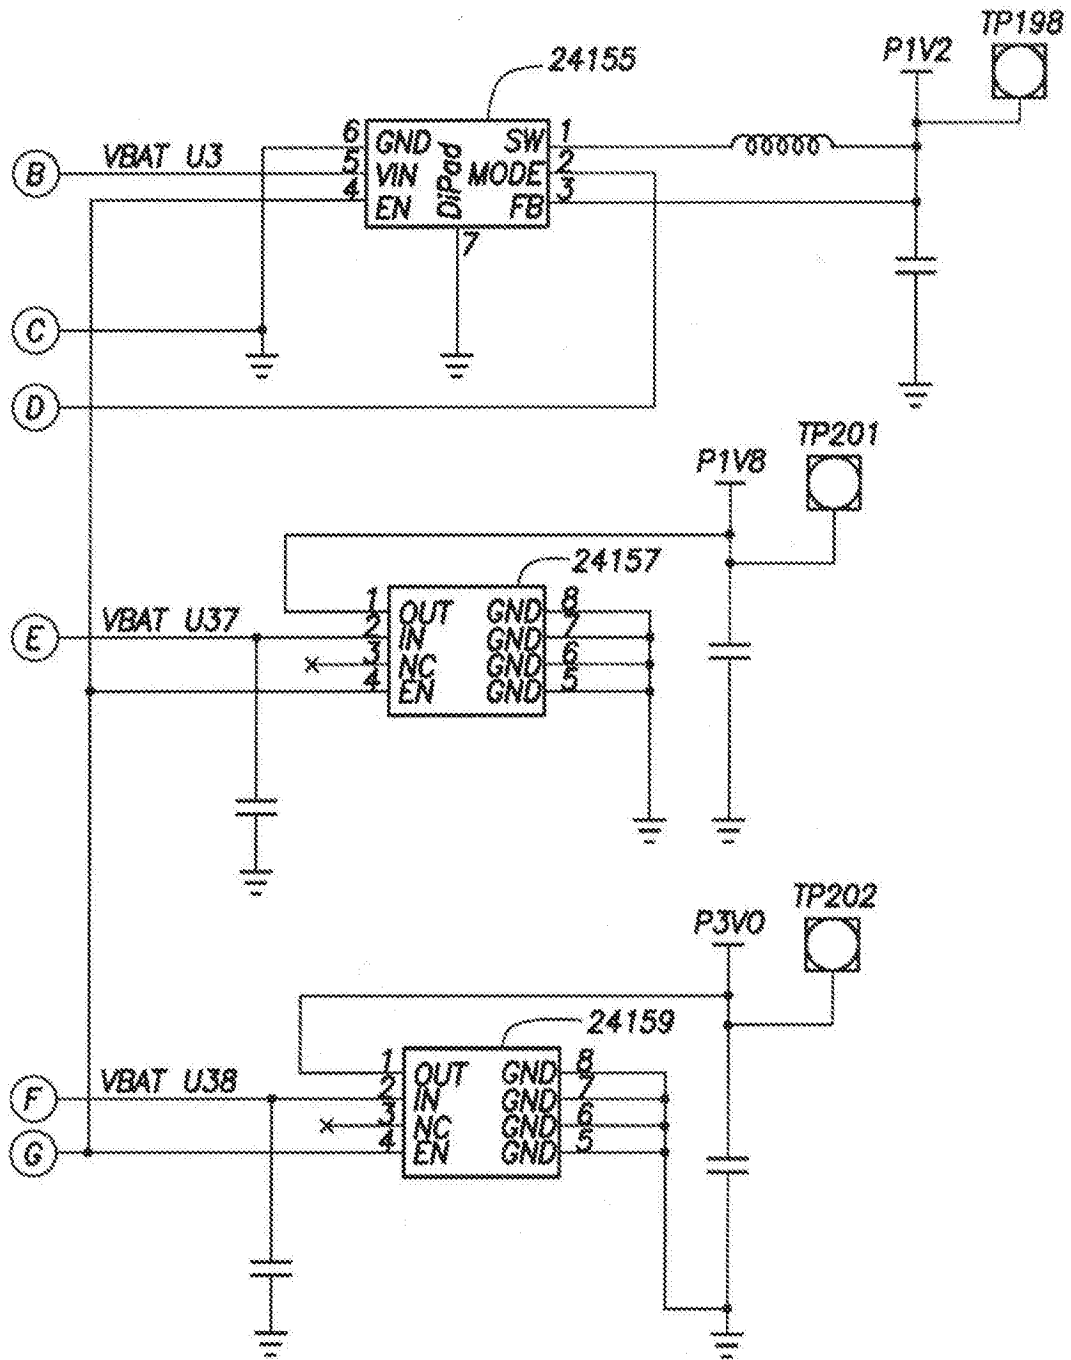 TP198
P1V2
24155
6 GND SW 1
B VBAT U3 5 VIN DiPad MODE 2
4 EN FB 3
7
C
D
TP201
P1V8
24157
1 OUT GND 8
E VBAT U37 2 IN GND 7
3 NC GND 6
4 EN GND 5
TP202
P3V0
24159
1 OUT GND 8
F VBAT U38 2 IN GND 7
3 NC GND 6
G 4 EN GND 5